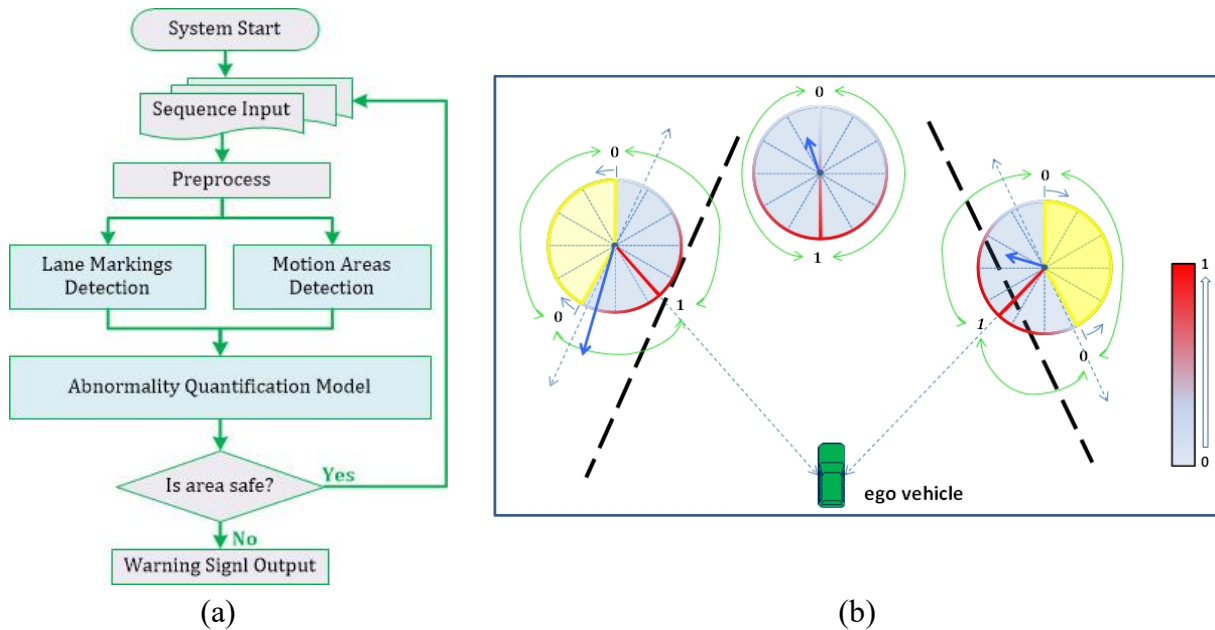 System Start
Sequence Input
Preprocess
Lane Markings
Detection
Motion Areas
Detection
Abnormality Quantification Model
Is area safe?
Yes
No
Warning Signl Output
(a)
0
0
1
0
1
0
1
0
1
0
0
ego vehicle
(b)